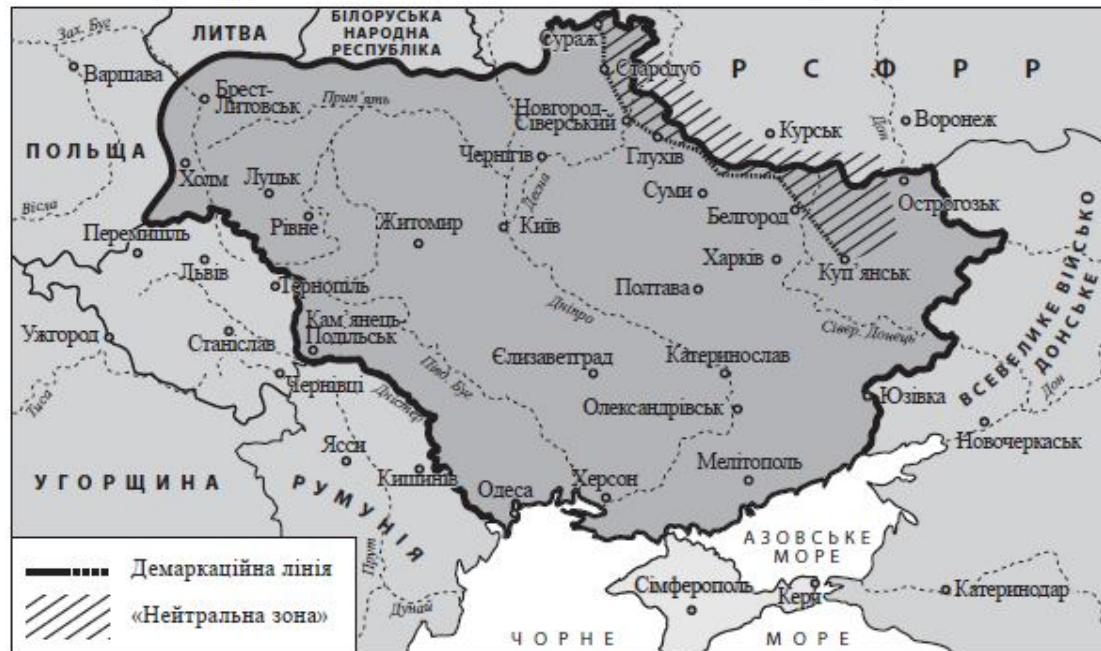 ЛИТВА
БІЛОРУСЬКА
НАРОДНА
РЕСПУБЛІКА
Зах. Буг
Варшава
Сураж
Стародуб
РСФРР
Брест-
Литовськ
Прип'ять
Новгород-
Сіверський
Курськ
Дон
Воронеж
ПОЛЬЩА
Чернігів
Глухів
Холм
Луцьк
Десна
Суми
Острогозьк
Вісла
Рівне
Житомир
Київ
Белгород
Перемишль
Львів
Харків
Куп'янськ
Тернопіль
Полтава
Ужгород
Кам'янець-
Подільськ
Дніпро
Сівер. Донець
Станіслав
Єлизаветград
Катеринослав
ВСЕВЕЛИКЕ ВІЙСЬКО
ДОНСЬКЕ
Чернівці
Півд. Буг
Тиса
Дністер
Олександрівськ
Юзівка
Дон
Новочеркаськ
Ясси
УГОРЩИНА
РУМУНІЯ
Кишинів
Мелітополь
Одеса
Херсон
АЗОВСЬКЕ
МОРЕ
Демаркаційна лінія
Прут
Сімферополь
Керч
Катеринодар
«Нейтральна зона»
Дунай
ЧОРНЕ МОРЕ